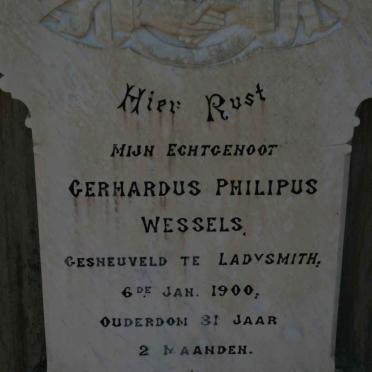 Hier Rust
Mijn Echtgenoot
Gerhardus Philipus
Wessels,
Gesneuveld te Ladysmith,
6de Jan. 1900,
Ouderdom 31 Jaar
2 Maanden.